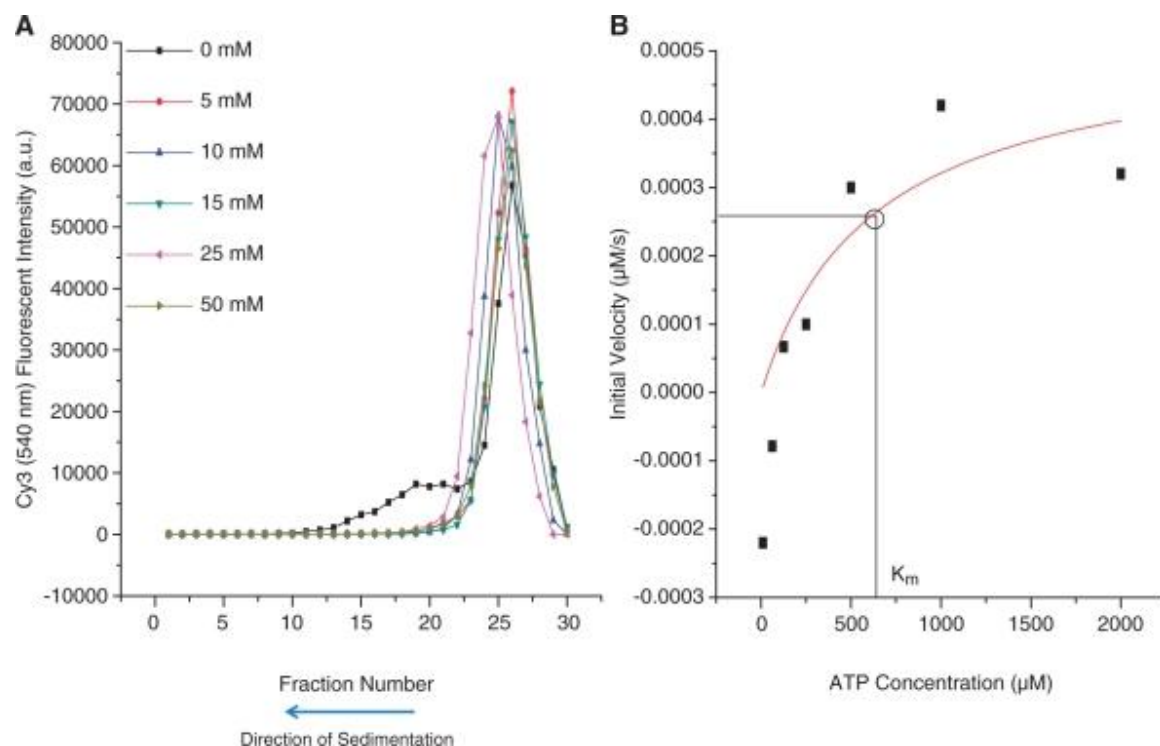 A
80000
70000
60000
50000
40000
30000
20000
10000
0
-10000
Cy3 (540 nm) Fluorescent Intensity (a.u.)
0 mM
5 mM
10 mM
15 mM
25 mM
50 mM
0 5 10 15 20 25 30
Fraction Number
Direction of Sedimentation
B
0.0005
0.0004
0.0003
0.0002
0.0001
0.0000
-0.0001
-0.0002
-0.0003
Initial Velocity (µM/s)
Km
0 500 1000 1500 2000
ATP Concentration (µM)